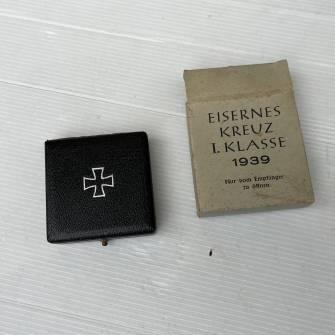 EISERNES
KREUZ
I. KLASSE
1939
Nur vom Empfänger
zu öffnen